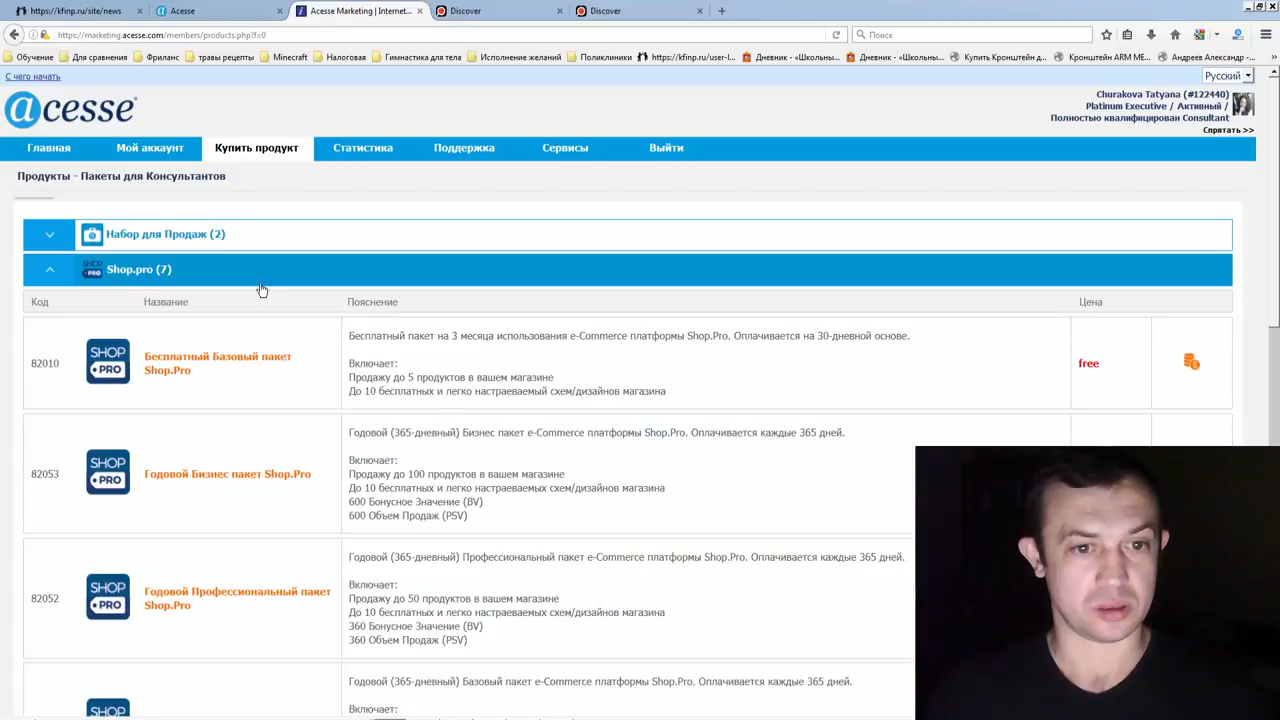 https://kfinp.ru/site/news
Acesse
Acesse Marketing | Internet...
Discover
Discover
https://marketing.acesse.com/members/products.php?f=0
Поиск
Обучение
Для сравнения
Фриланс
травы рецепты
Minecraft
Налоговая
Гимнастика для тела
Исполнение желаний
Поликлиники
https://kfinp.ru/user-l...
Дневник - «Школьны...
Дневник - «Школьны...
Купить Кронштейн д...
Кронштейн ARM ME...
Андреев Александр -...
С чего начать
Русский
@cesse
Churakova Tatyana (#122440)
Platinum Executive / Активный /
Полностью квалифицирован Consultant
Спрятать >>
Главная
Мой аккаунт
Купить продукт
Статистика
Поддержка
Сервисы
Выйти
Продукты - Пакеты для Консультантов
Набор для Продаж (2)
SHOP
PRO
Shop.pro (7)
Код
Название
Пояснение
Цена
82010
SHOP
PRO
Бесплатный Базовый пакет
Shop.Pro
Бесплатный пакет на 3 месяца использования e-Commerce платформы Shop.Pro. Оплачивается на 30-дневной основе.
Включает:
Продажу до 5 продуктов в вашем магазине
До 10 бесплатных и легко настраиваемый схем/дизайнов магазина
free
82053
SHOP
PRO
Годовой Бизнес пакет Shop.Pro
Годовой (365-дневный) Бизнес пакет e-Commerce платформы Shop.Pro. Оплачивается каждые 365 дней.
Включает:
Продажу до 100 продуктов в вашем магазине
До 10 бесплатных и легко настраиваемых схем/дизайнов магазина
600 Бонусное Значение (BV)
600 Объем Продаж (PSV)
82052
SHOP
PRO
Годовой Профессиональный пакет
Shop.Pro
Годовой (365-дневный) Профессиональный пакет e-Commerce платформы Shop.Pro. Оплачивается каждые 365 дней.
Включает:
Продажу до 50 продуктов в вашем магазине
До 10 бесплатных и легко настраиваемых схем/дизайнов магазина
360 Бонусное Значение (BV)
360 Объем Продаж (PSV)
SHOP
Годовой (365-дневный) Базовый пакет e-Commerce платформы Shop.Pro. Оплачивается каждые 365 дней.